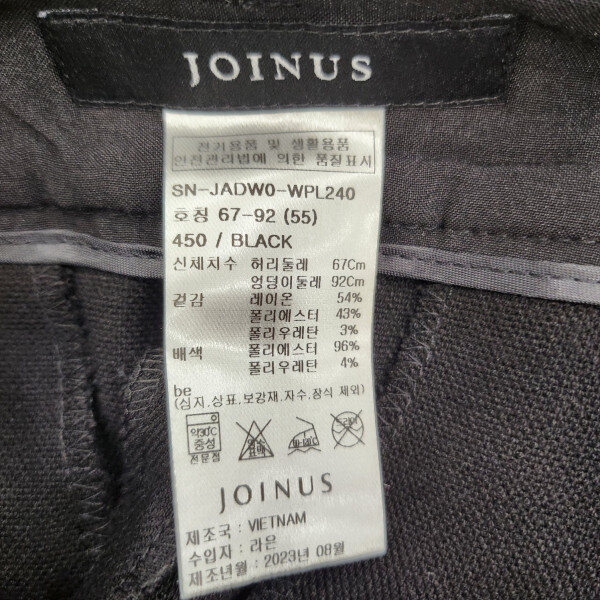 JOINUS
전기용품 및 생활용품
안전관리법에 의한 품질표시
SN-JADW0-WPL240
호칭 67-92 (55)
450 / BLACK
신체치수 허리둘레 67Cm
엉덩이둘레 92Cm
겉감 레이온 54%
폴리에스터 43%
폴리우레탄 3%
배색 폴리에스터 96%
폴리우레탄 4%
be
(심지,상표,보강재,자수,장식 제외)
약30℃
중성
전문점
JOINUS
제조국 : VIETNAM
수입자 : 라온
제조년월 : 2023년 08월